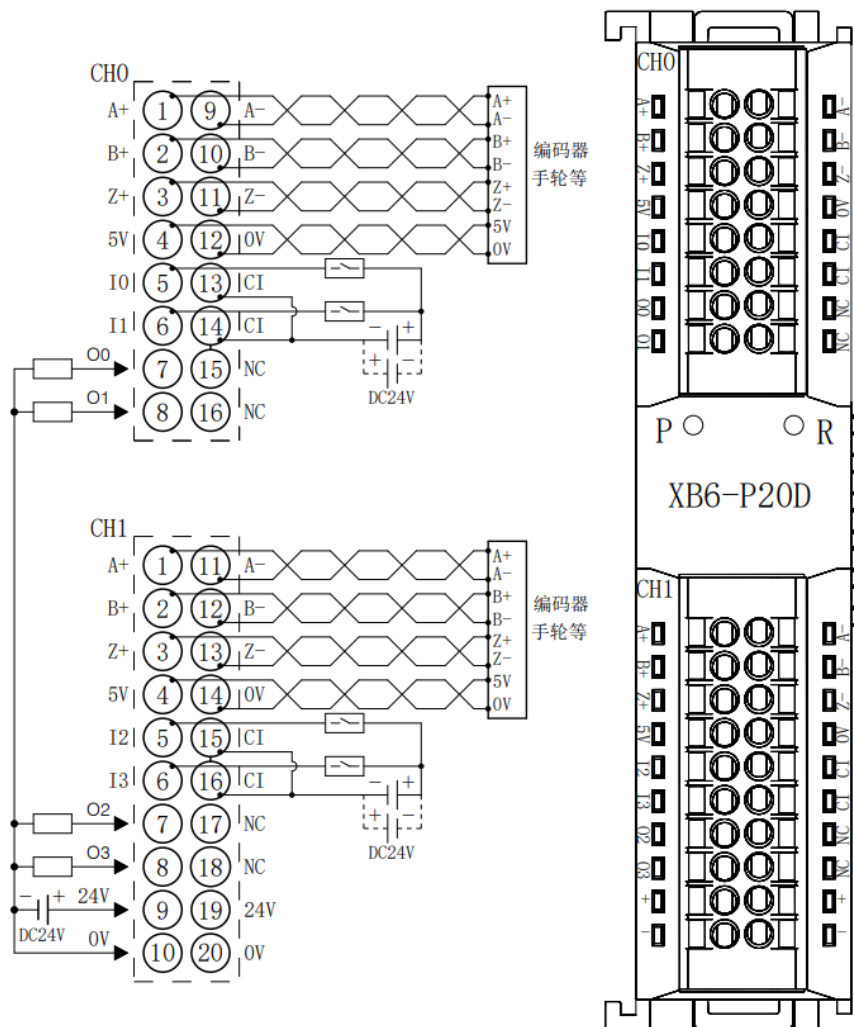 CH0
A+ 1 9 A- A+
A-
B+ 2 10 B- B+
B-
编码器
手轮等
Z+ 3 11 Z- Z+
Z-
5V 4 12 0V 5V
0V
I0 5 13 CI
I1 6 14 CI
- +
+ -
DC24V
O0 7 15 NC
O1 8 16 NC
CH1
A+ 1 11 A- A+
A-
B+ 2 12 B- B+
B-
编码器
手轮等
Z+ 3 13 Z- Z+
Z-
5V 4 14 0V 5V
0V
I2 5 15 CI
I3 6 16 CI
- +
+ -
DC24V
O2 7 17 NC
O3 8 18 NC
- + 24V 9 19 24V
DC24V
0V 10 20 0V
CH0
A+ A-
B+ B-
Z+ Z-
5V 0V
I0 CI
I1 CI
O0 NC
O1 NC
P R
XB6-P20D
CH1
A+ A-
B+ B-
Z+ Z-
5V 0V
I2 CI
I3 CI
O2 NC
O3 NC
+ +
- -